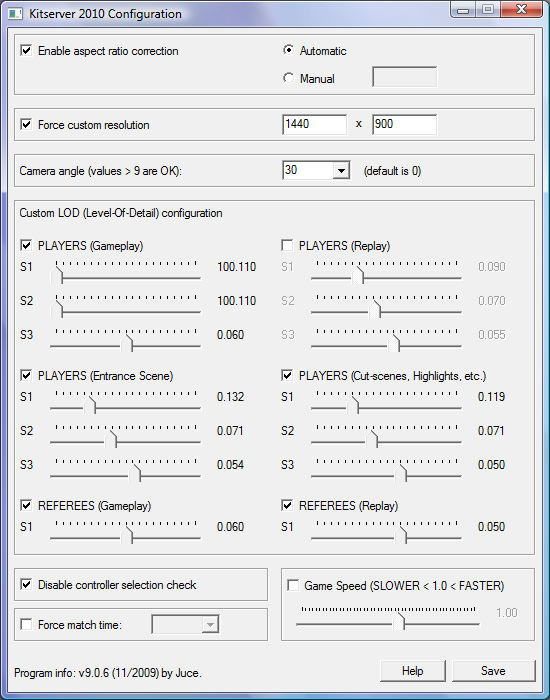 Kitserver 2010 Configuration
Enable aspect ratio correction
Automatic
Manual
Force custom resolution
1440 x 900
Camera angle (values > 9 are OK):
30 (default is 0)
Custom LOD (Level-Of-Detail) configuration
PLAYERS (Gameplay)
S1 100.110
S2 100.110
S3 0.060
PLAYERS (Replay)
S1 0.090
S2 0.070
S3 0.055
PLAYERS (Entrance Scene)
S1 0.132
S2 0.071
S3 0.054
PLAYERS (Cut-scenes, Highlights, etc.)
S1 0.119
S2 0.071
S3 0.050
REFEREES (Gameplay)
S1 0.060
REFEREES (Replay)
S1 0.050
Disable controller selection check
Force match time:
Game Speed (SLOWER < 1.0 < FASTER)
1.00
Program info: v9.0.6 (11/2009) by Juce.
Help
Save